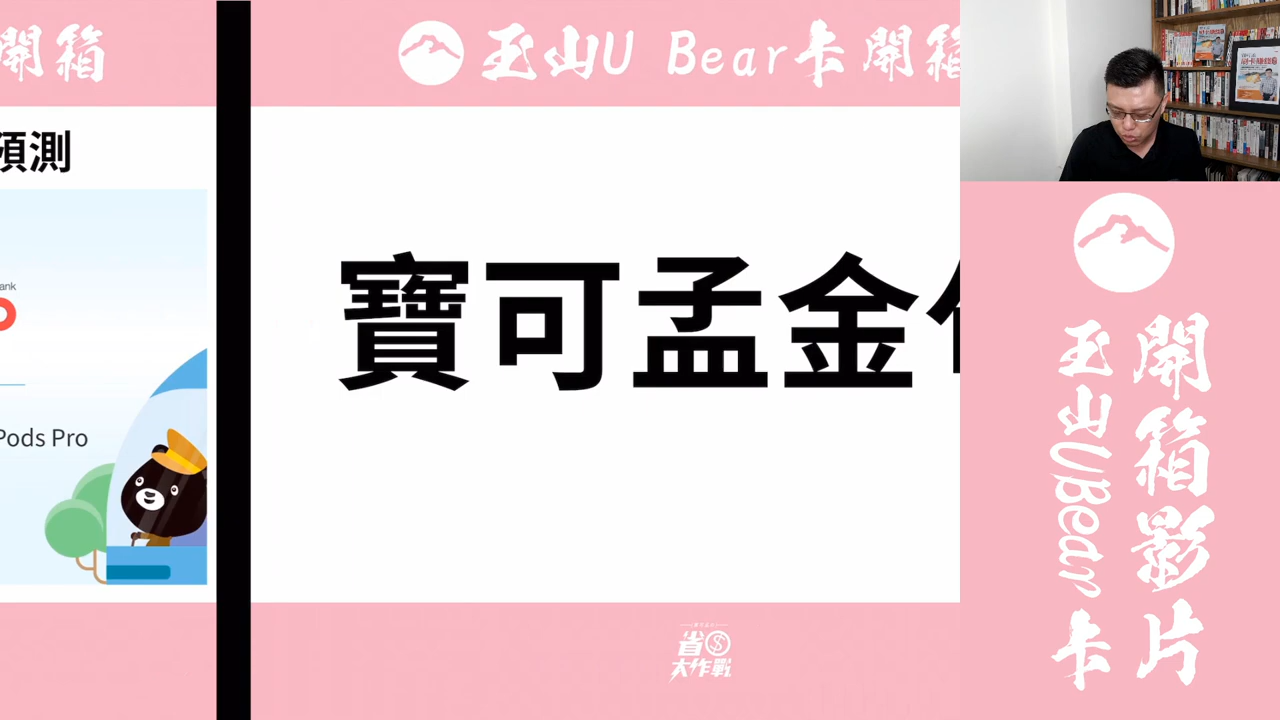 開箱
預測
ank
Pods Pro
玉山U Bear卡 開箱
寶可孟金
省$
大作戰
開箱影片
玉山UBear卡